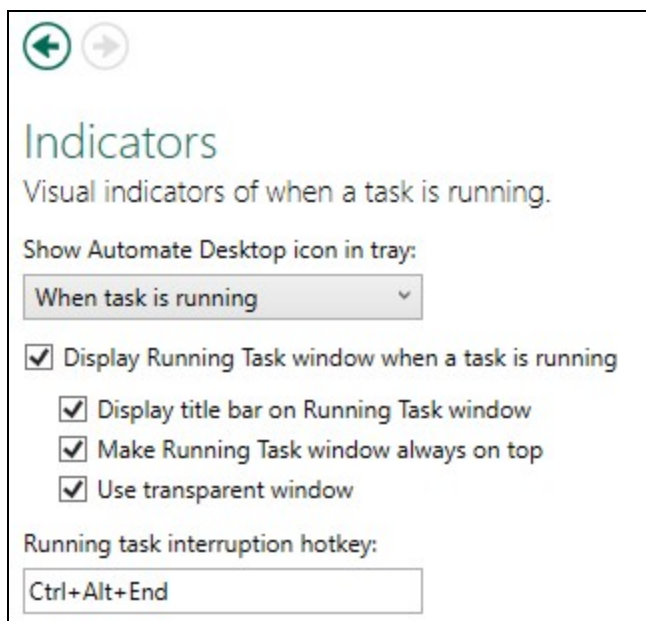 Indicators
Visual indicators of when a task is running.
Show Automate Desktop icon in tray:
When task is running
Display Running Task window when a task is running
Display title bar on Running Task window
Make Running Task window always on top
Use transparent window
Running task interruption hotkey:
Ctrl+Alt+End